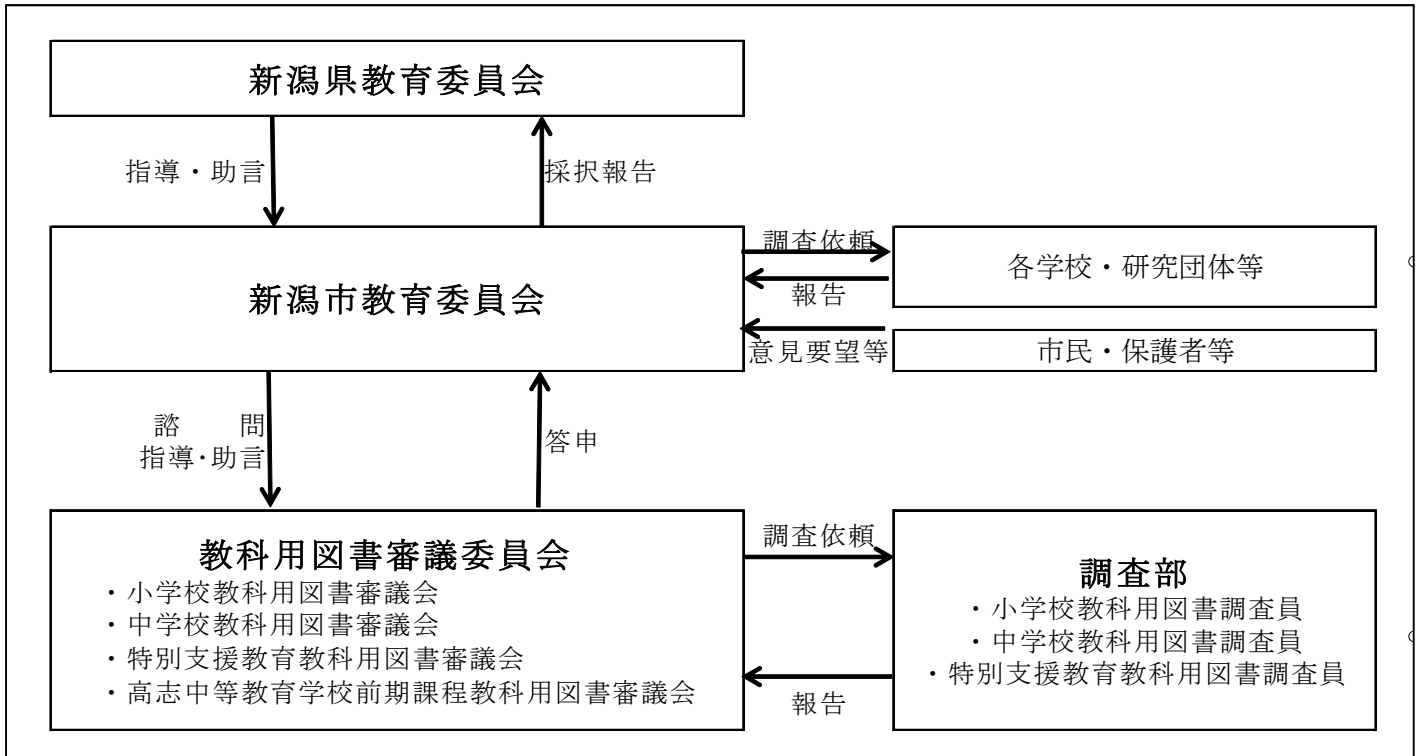 新潟県教育委員会
指導・助言
採択報告
新潟市教育委員会
調査依頼
報告
意見要望等
各学校・研究団体等
市民・保護者等
諮　　問
指導・助言
答申
教科用図書審議委員会
・小学校教科用図書審議会
・中学校教科用図書審議会
・特別支援教育教科用図書審議会
・高志中等教育学校前期課程教科用図書審議会
調査依頼
報告
調査部
・小学校教科用図書調査員
・中学校教科用図書調査員
・特別支援教育教科用図書調査員